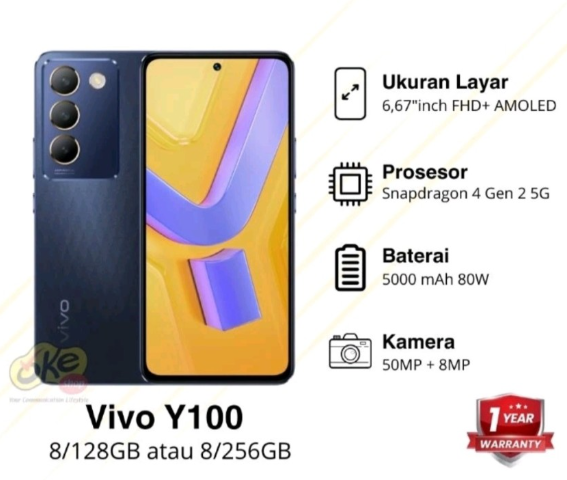 Ukuran Layar
6,67"inch FHD+ AMOLED
Prosesor
Snapdragon 4 Gen 2 5G
Baterai
5000 mAh 80W
Kamera
50MP + 8MP
vivo
oke
Vivo Y100
8/128GB atau 8/256GB
1 YEAR
WARRANTY